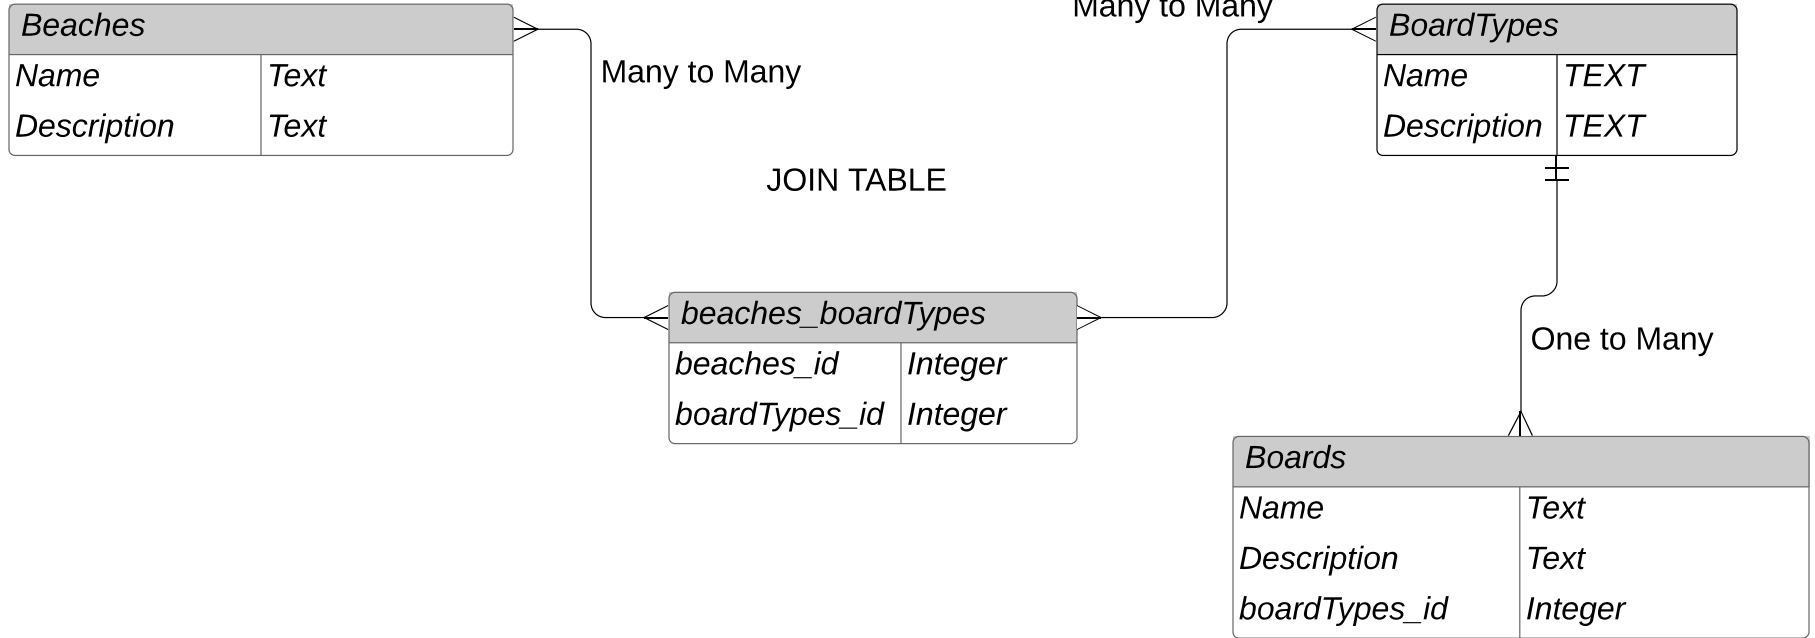 Many to Many
Beaches
Name Text
Description Text
Many to Many
BoardTypes
Name TEXT
Description TEXT
JOIN TABLE
beaches_boardTypes
beaches_id Integer
boardTypes_id Integer
One to Many
Boards
Name Text
Description Text
boardTypes_id Integer